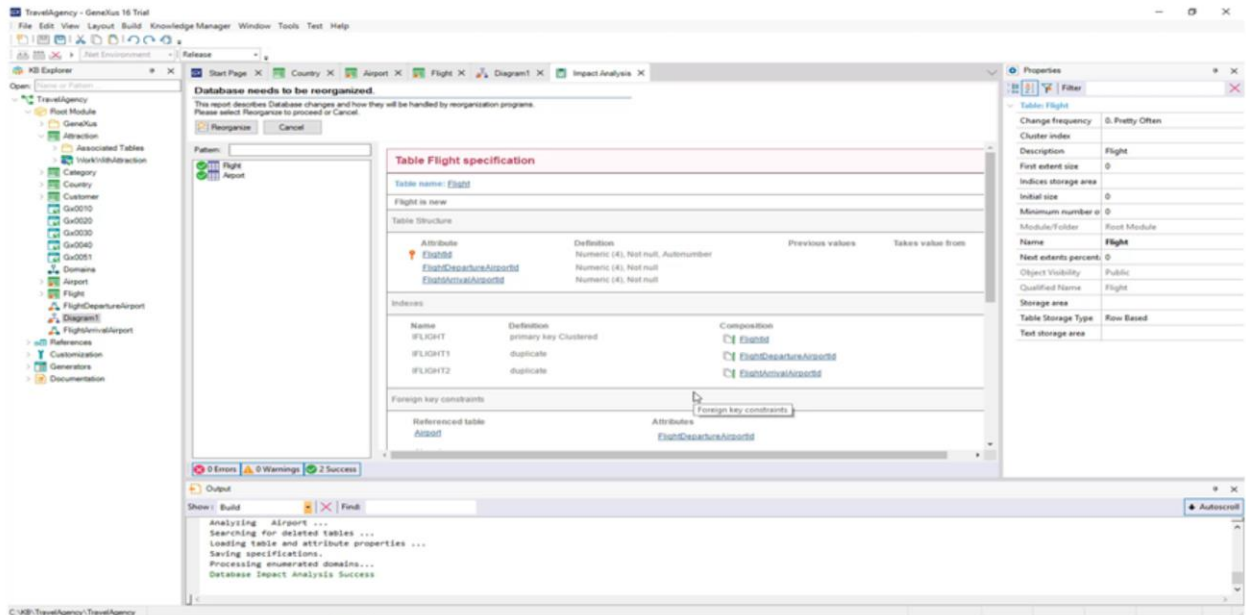 TravelAgency - GeneXus 16 Trial
File Edit View Layout Build Knowledge Manager Window Tools Test Help
.Net Environment Release
KB Explorer
Open: Name or Pattern
TravelAgency
Root Module
GeneXus
Attraction
Associated Tables
WorkWithAttraction
Category
Country
Customer
Gx0010
Gx0020
Gx0030
Gx0040
Gx0051
Domains
Airport
Flight
FlightDepartureAirport
Diagram1
FlightArrivalAirport
References
Customization
Generators
Documentation
Start Page X Country X Airport X Flight X Diagram1 X Impact Analysis X
Database needs to be reorganized.
This report describes Database changes and how they will be handled by reorganization programs.
Please select Reorganize to proceed or Cancel.
Reorganize Cancel
Pattern:
Flight
Airport
Table Flight specification
Table name: Flight
Flight is new
Table Structure
Attribute Definition Previous values Takes value from
FlightId Numeric (4), Not null, Autonumber
FlightDepartureAirportId Numeric (4), Not null
FlightArrivalAirportId Numeric (4), Not null
Indexes
Name Definition Composition
IFLIGHT primary key Clustered FlightId
IFLIGHT1 duplicate FlightDepartureAirportId
IFLIGHT2 duplicate FlightArrivalAirportId
Foreign key constraints
Foreign key constraints
Referenced table Attributes
Airport FlightDepartureAirportId
0 Errors 0 Warnings 2 Success
Properties
Filter
Table: Flight
Change frequency 0. Pretty Often
Cluster index
Description Flight
First extent size 0
Indices storage area
Initial size 0
Minimum number o 0
Module/Folder Root Module
Name Flight
Next extents percent 0
Object Visibility Public
Qualified Name Flight
Storage area
Table Storage Type Row Based
Text storage area
Output
Show: Build Find: Autoscroll
Analyzing Airport ...
Searching for deleted tables ...
Loading table and attribute properties ...
Saving specifications.
Processing enumerated domains...
Database Impact Analysis Success
C:\KB\TravelAgency\TravelAgency